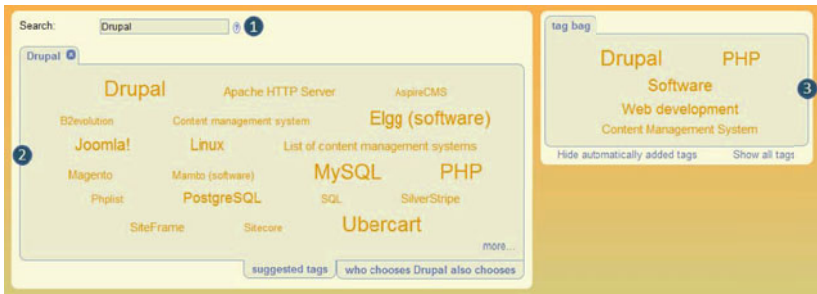 Search: Drupal ? 1
Drupal
Drupal Apache HTTP Server AspireCMS
B2evolution Content management system Elgg (software)
Joomla! Linux List of content management systems
2
Magento Mambo (software) MySQL PHP
Phplist PostgreSQL SQL SilverStripe
SiteFrame Sitecore Ubercart
more...
suggested tags who chooses Drupal also chooses
tag bag
Drupal PHP
Software
3
Web development
Content Management System
Hide automatically added tags Show all tags